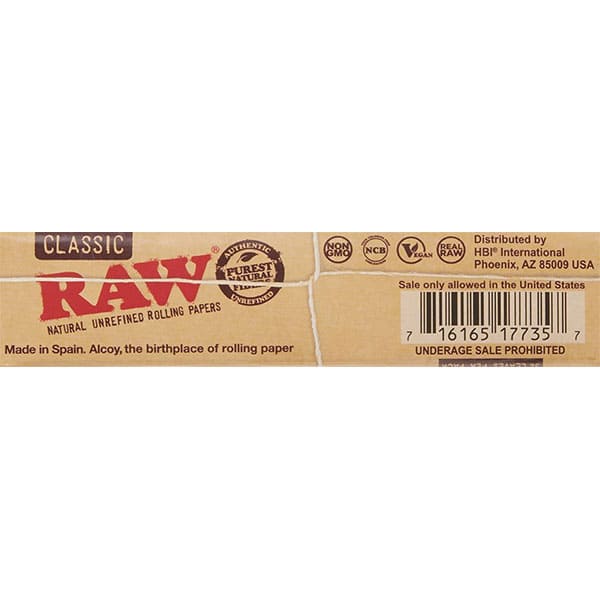 CLASSIC
RAW®
NATURAL UNREFINED ROLLING PAPERS
AUTHENTIC
PUREST
NATURAL
FIBERS
UNREFINED
Made in Spain. Alcoy, the birthplace of rolling paper
NON
GMO
NCB
VEGAN
REAL
RAW
Distributed by
HBI® International
Phoenix, AZ 85009 USA
Sale only allowed in the United States
7 16165 17735 7
UNDERAGE SALE PROHIBITED